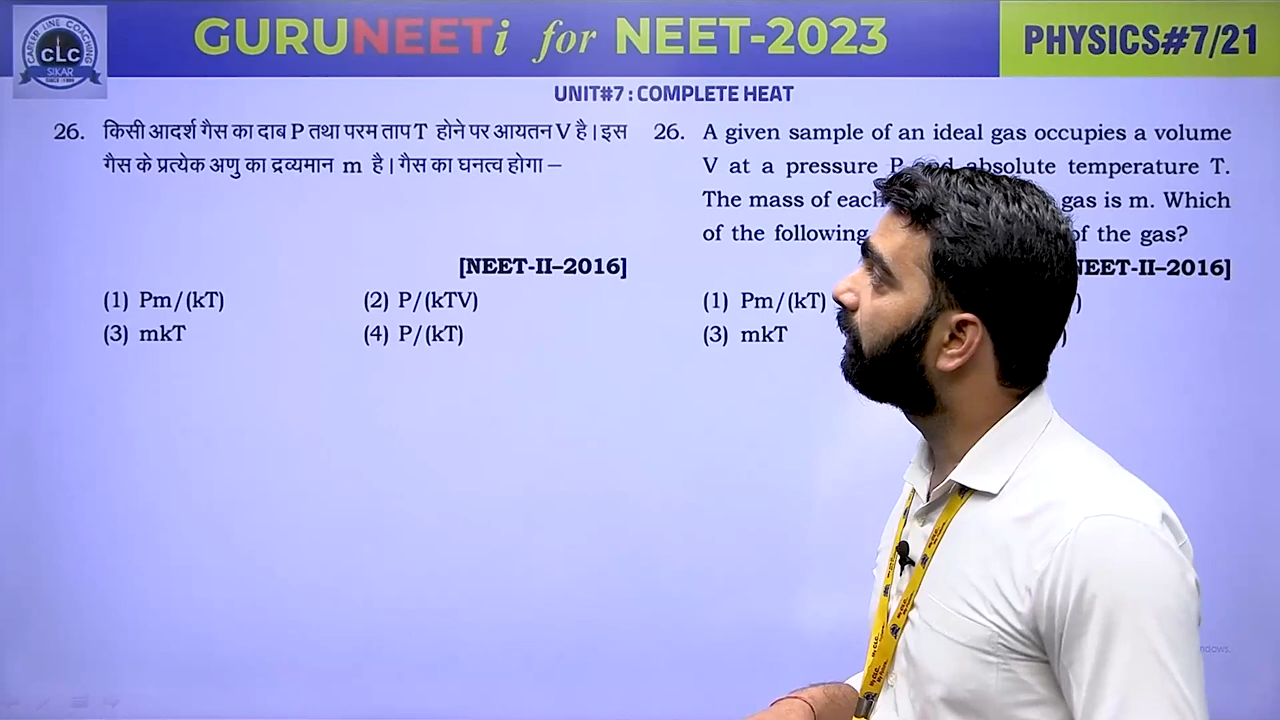 GURUNEETi for NEET-2023
PHYSICS#7/21
CAREER LINE COACHING
CLC
SIKAR
SINCE : 1996
UNIT#7 : COMPLETE HEAT
26. किसी आदर्श गैस का दाब P तथा परम ताप T होने पर आयतन V है। इस
गैस के प्रत्येक अणु का द्रव्यमान m है। गैस का घनत्व होगा –
[NEET-II–2016]
(1) Pm/(kT) (2) P/(kTV)
(3) mkT (4) P/(kT)
26. A given sample of an ideal gas occupies a volume
V at a pressure P and absolute temperature T.
The mass of each gas is m. Which
of the following of the gas?
NEET-II–2016]
(1) Pm/(kT) )
(3) mkT )